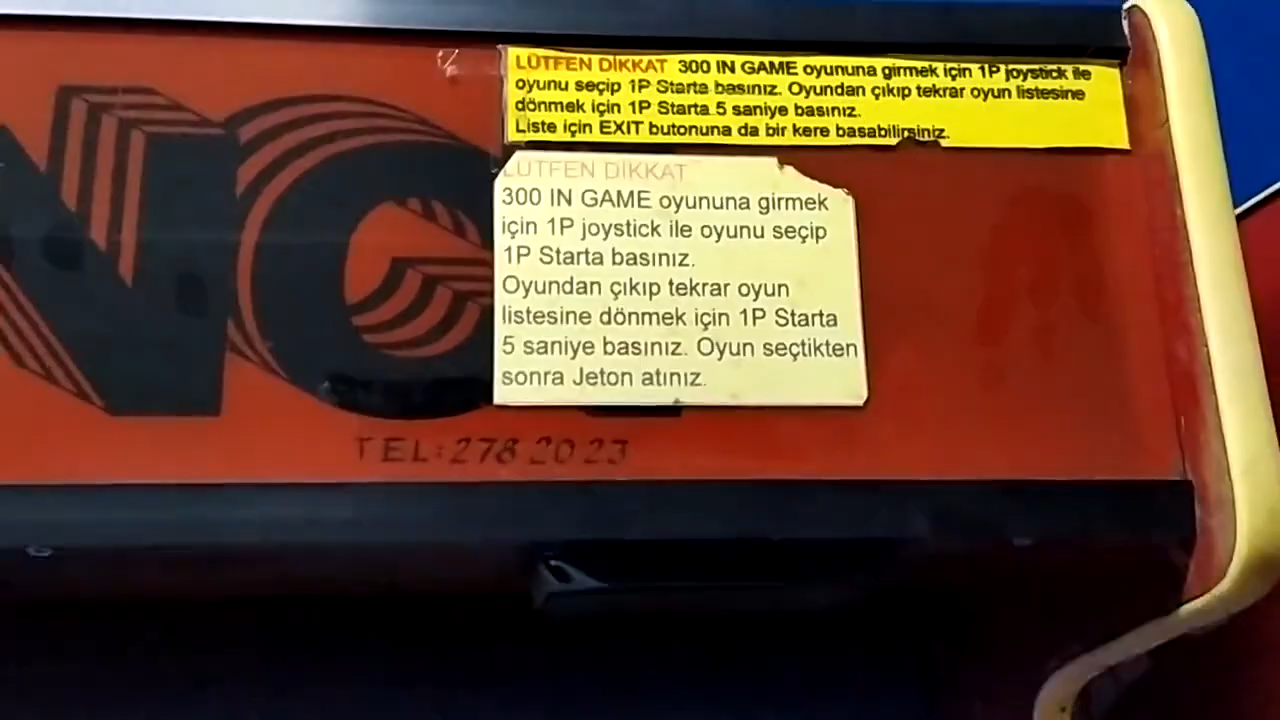 LÜTFEN DİKKAT 300 IN GAME oyununa girmek için 1P joystick ile
oyunu seçip 1P Starta basınız. Oyundan çıkıp tekrar oyun listesine
dönmek için 1P Starta 5 saniye basınız.
Liste için EXIT butonuna da bir kere basabilirsiniz.
LÜTFEN DİKKAT
300 IN GAME oyununa girmek
için 1P joystick ile oyunu seçip
1P Starta basınız.
Oyundan çıkıp tekrar oyun
listesine dönmek için 1P Starta
5 saniye basınız. Oyun seçtikten
sonra Jeton atınız.
TEL:278 20 23